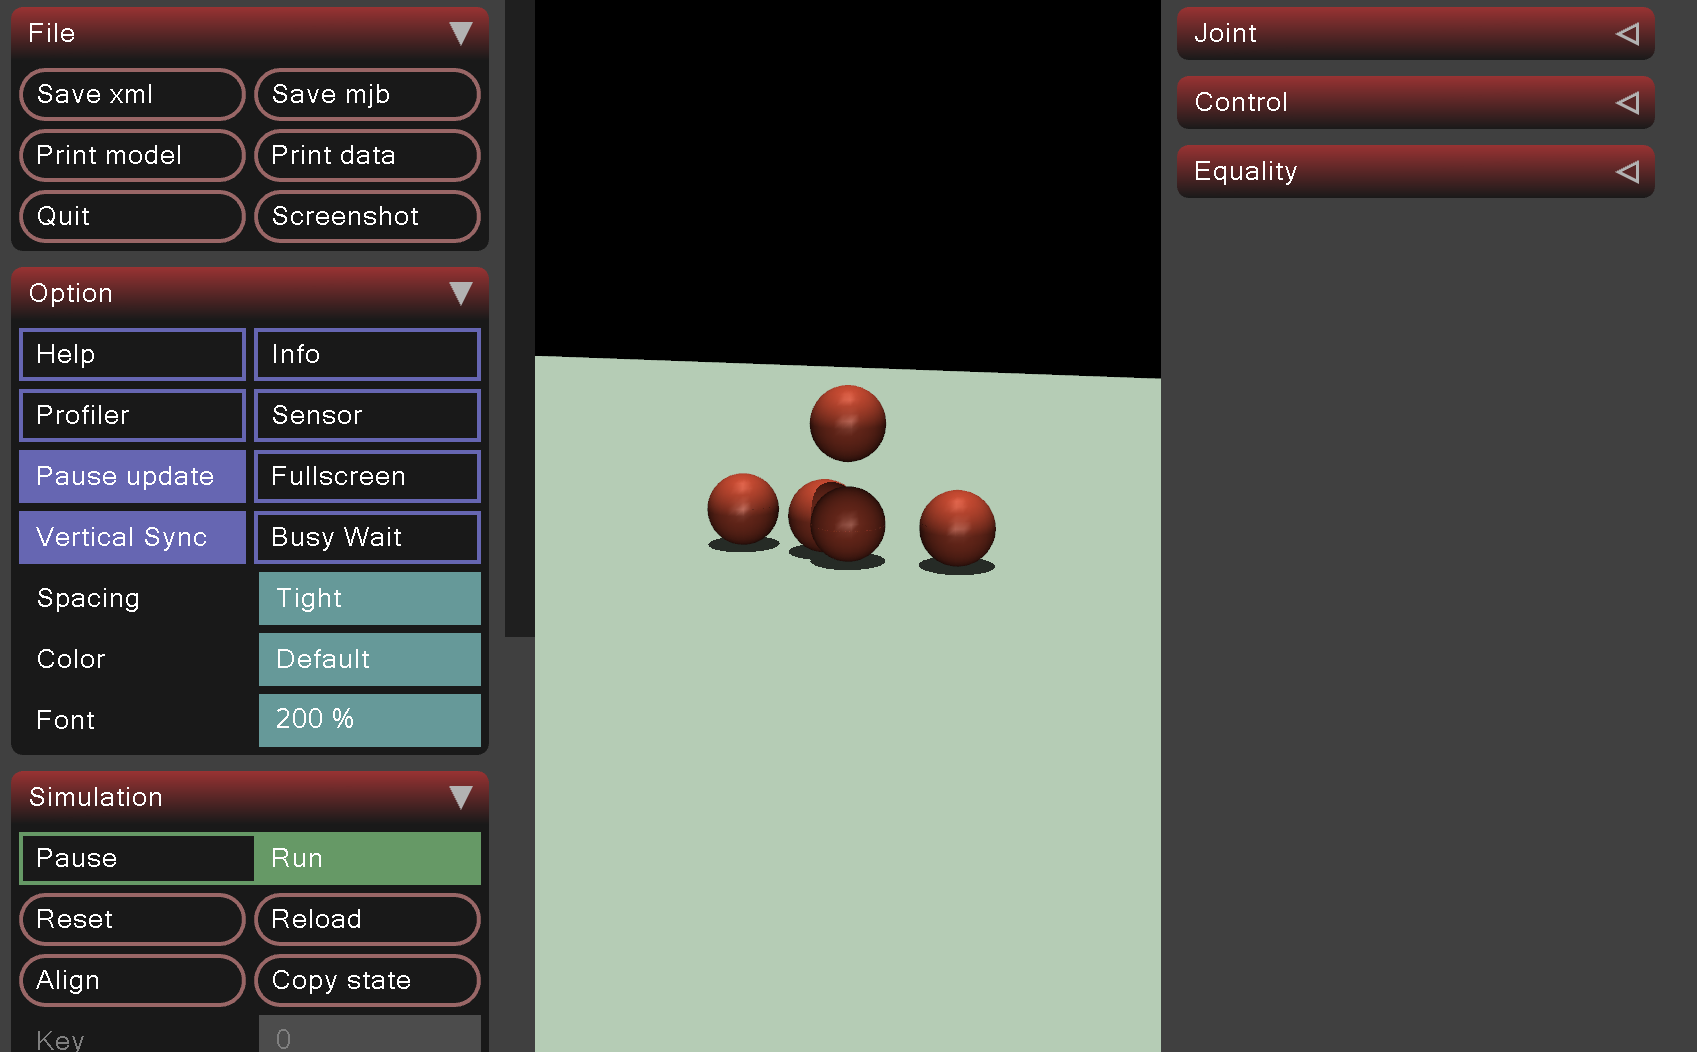 File
Save xml Save mjb
Print model Print data
Quit Screenshot
Option
Help Info
Profiler Sensor
Pause update Fullscreen
Vertical Sync Busy Wait
Spacing Tight
Color Default
Font 200 %
Simulation
Pause Run
Reset Reload
Align Copy state
Key 0
Joint
Control
Equality